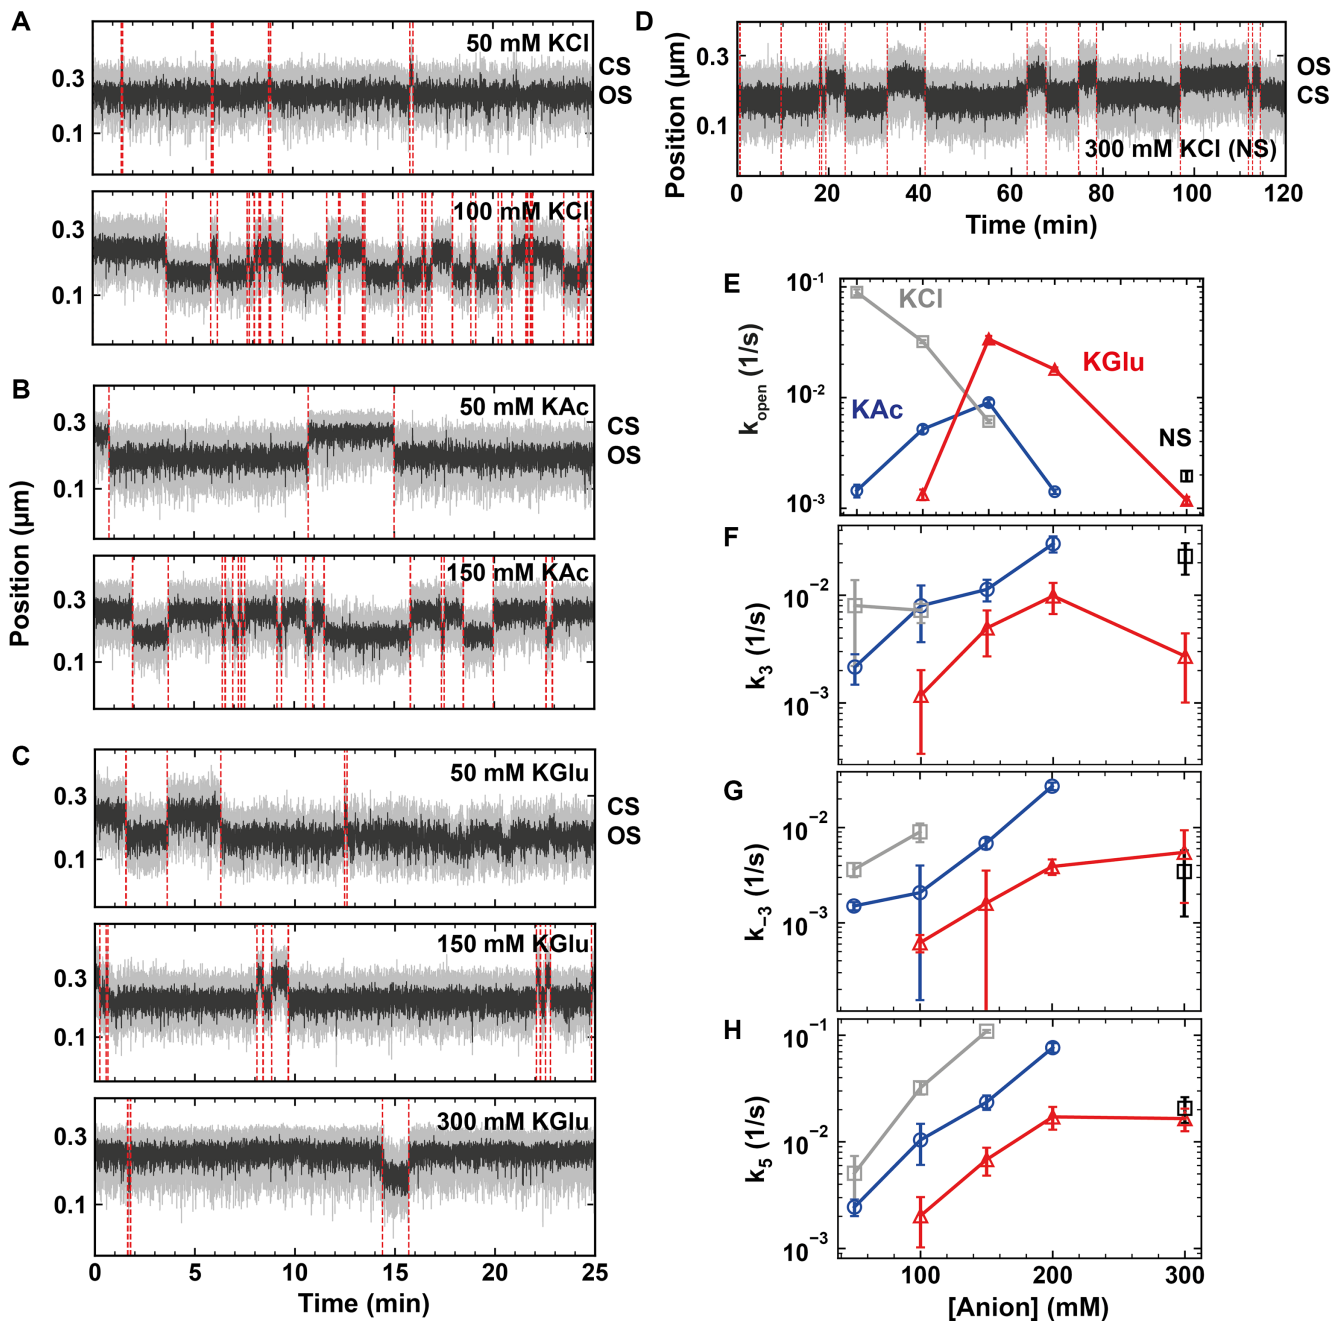 A
50 mM KCl
0.3
0.1
CS
OS
100 mM KCl
0.3
0.1
B
50 mM KAc
0.3
0.1
CS
OS
150 mM KAc
0.3
0.1
Position (µm)
C
50 mM KGlu
0.3
0.1
CS
OS
150 mM KGlu
0.3
0.1
300 mM KGlu
0.3
0.1
0 5 10 15 20 25
Time (min)
D
Position (µm)
0.3
0.1
OS
CS
300 mM KCl (NS)
0 20 40 60 80 100 120
Time (min)
E
k_open (1/s)
10⁻¹
10⁻²
10⁻³
KCl
KAc
KGlu
NS
F
k₃ (1/s)
10⁻²
10⁻³
G
k₋₃ (1/s)
10⁻²
10⁻³
H
k₅ (1/s)
10⁻¹
10⁻²
10⁻³
100 200 300
[Anion] (mM)